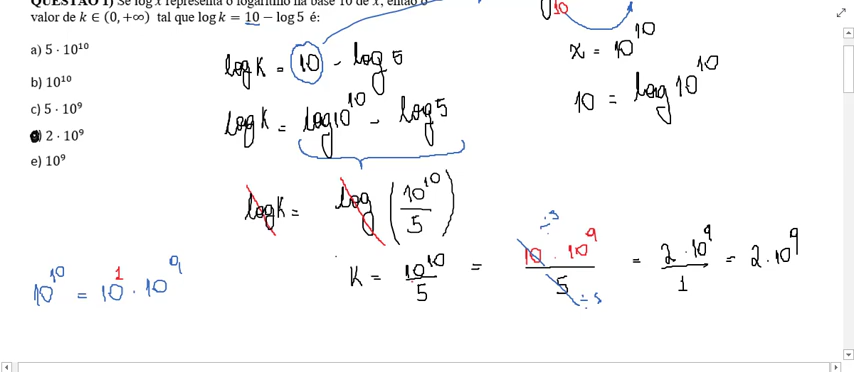 QUESTÃO 1) Se log x representa o logaritmo na base 10 de x, então o
valor de k ∈ (0, +∞) tal que log k = 10 − log 5 é:
a) 5 · 10¹⁰
b) 10¹⁰
c) 5 · 10⁹
2 · 10⁹
e) 10⁹
log K = 10 - log 5
log K = log 10¹⁰ - log 5
log K = log (10¹⁰/5)
K = 10¹⁰/5 = 10 · 10⁹/5 = 2 · 10⁹/1 = 2 · 10⁹
÷5
10¹⁰ = 10¹ · 10⁹
10
x = 10¹⁰
10 = log 10¹⁰